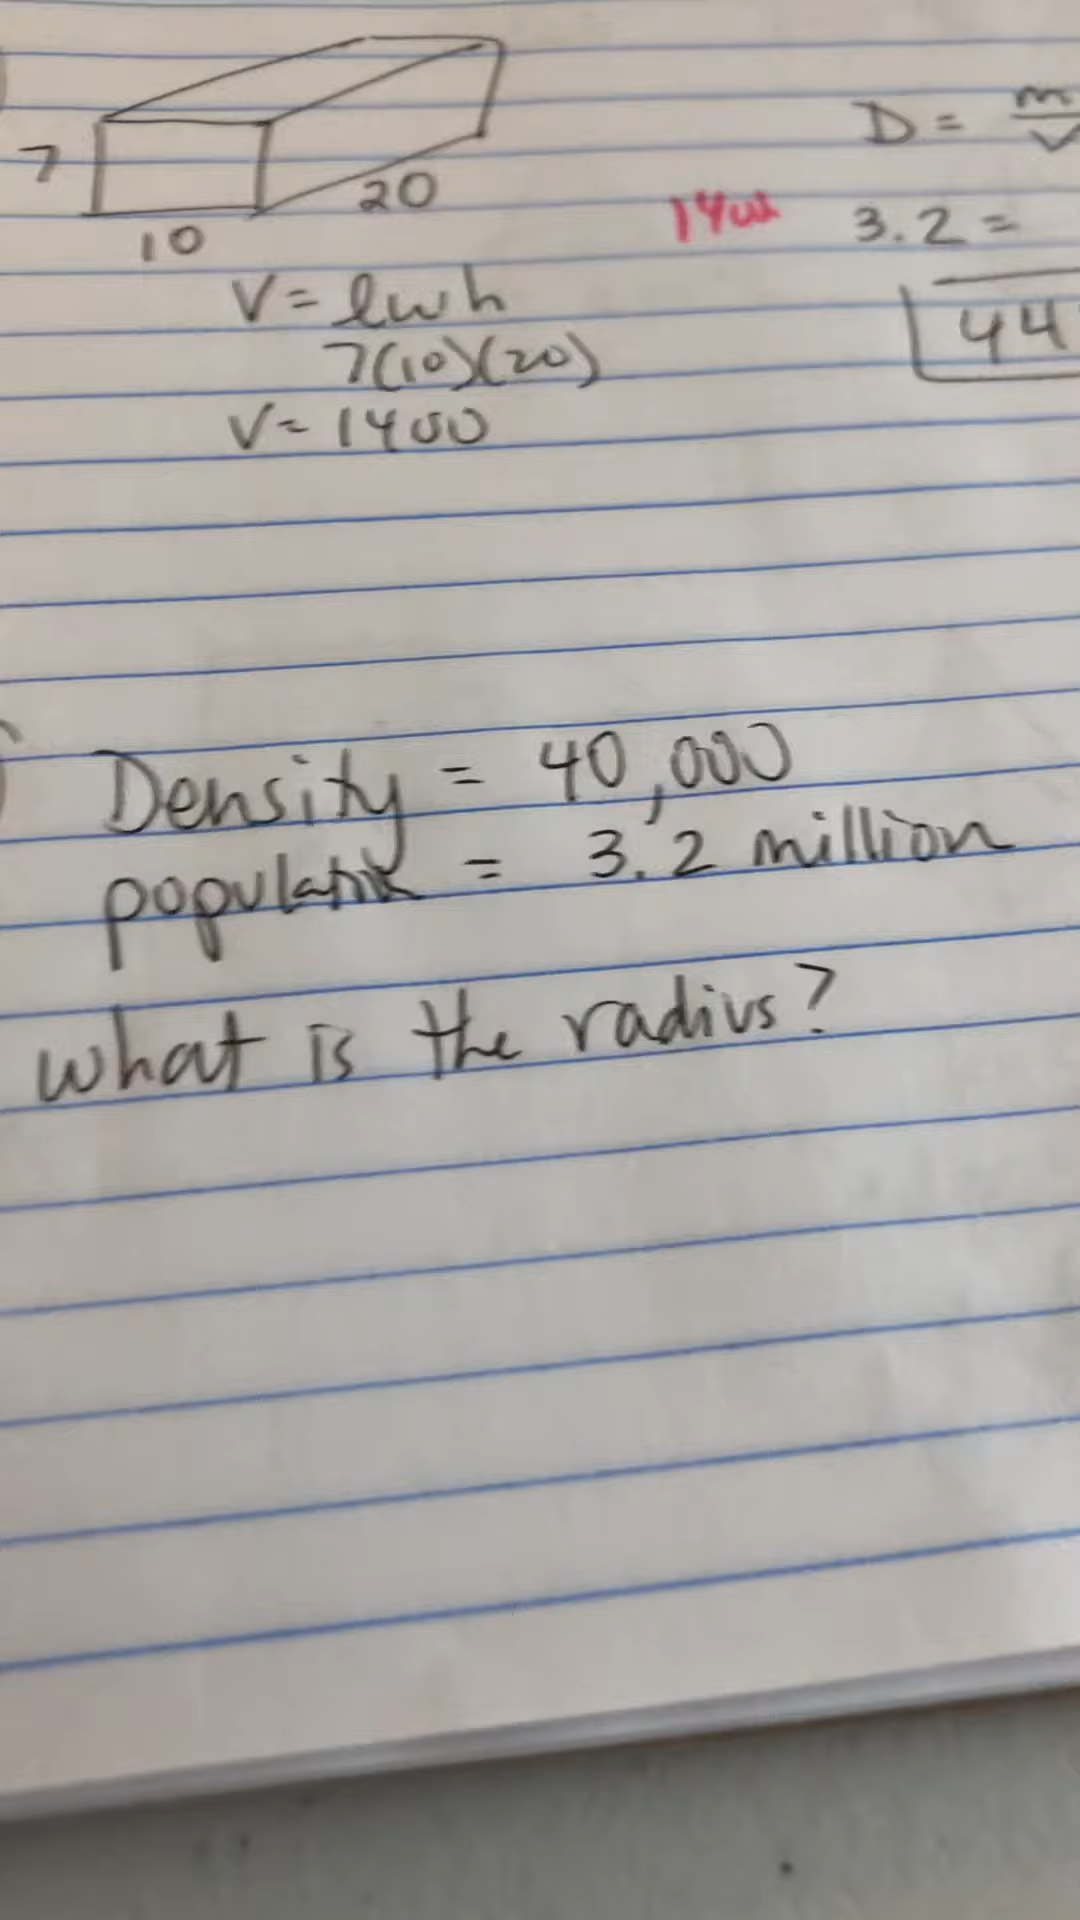 7
20
10
V = lwh
7(10)(20)
V = 1400
D = m/V
1400 3.2 =
44
Density = 40,000
population = 3.2 million
what is the radius?